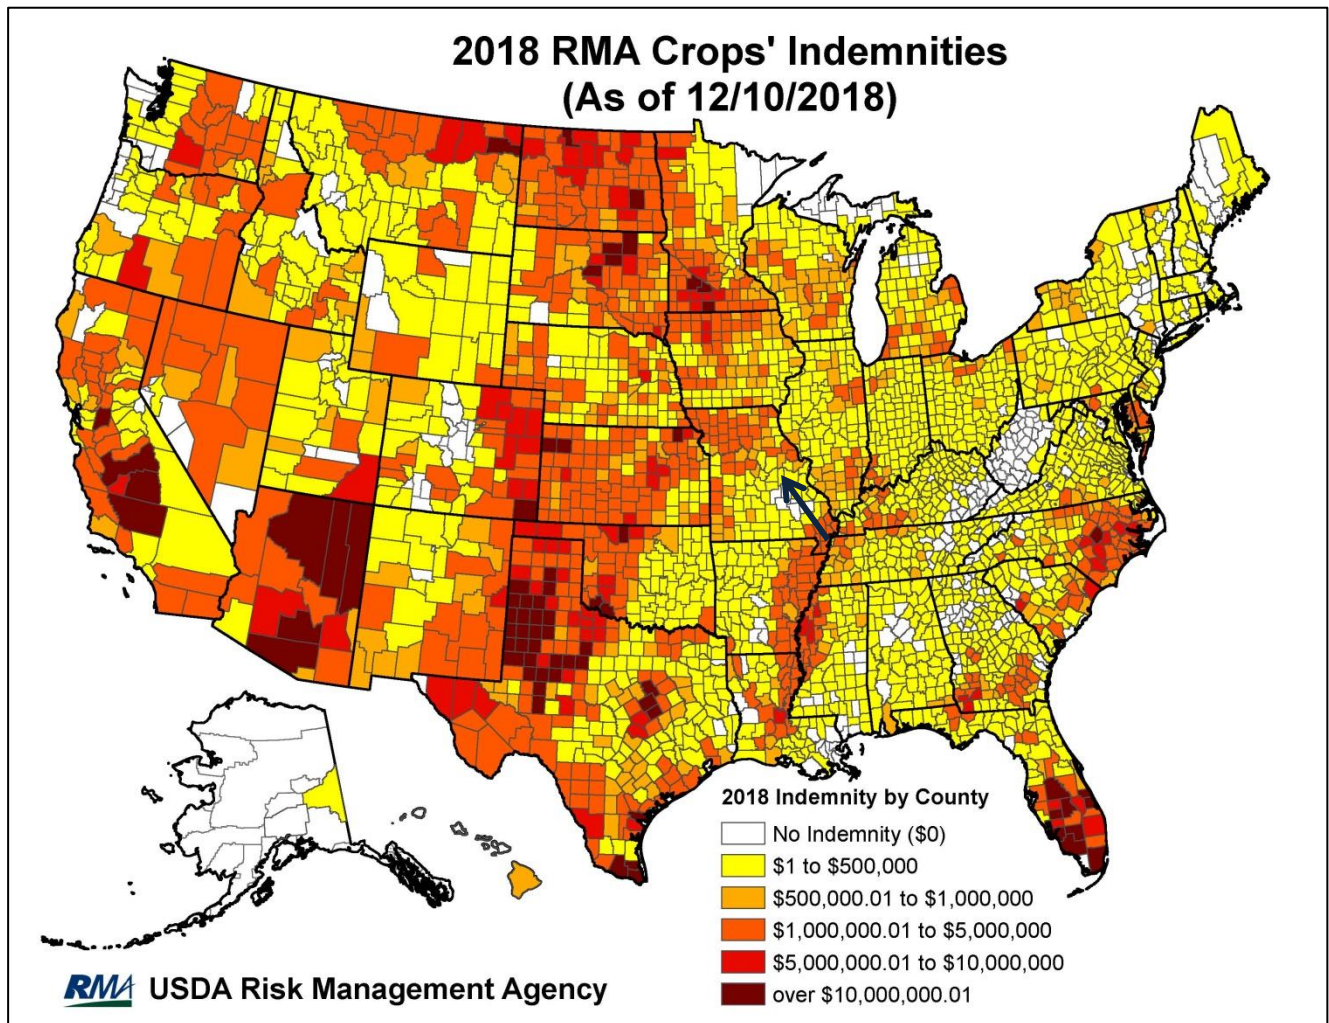 2018 RMA Crops' Indemnities
(As of 12/10/2018)
2018 Indemnity by County
No Indemnity ($0)
$1 to $500,000
$500,000.01 to $1,000,000
$1,000,000.01 to $5,000,000
$5,000,000.01 to $10,000,000
over $10,000,000.01
RMA USDA Risk Management Agency